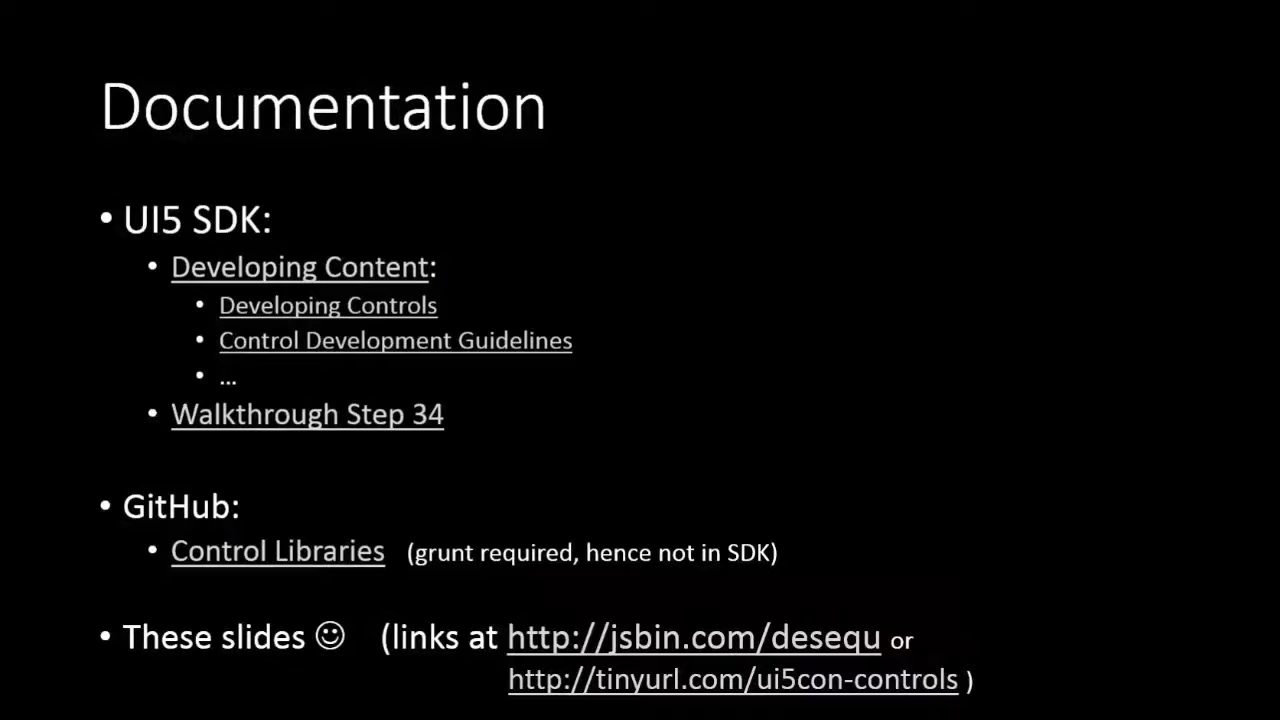 Documentation
• UI5 SDK:
• Developing Content:
• Developing Controls
• Control Development Guidelines
• ...
• Walkthrough Step 34
• GitHub:
• Control Libraries (grunt required, hence not in SDK)
• These slides ☺ (links at http://jsbin.com/desequ or
http://tinyurl.com/ui5con-controls )